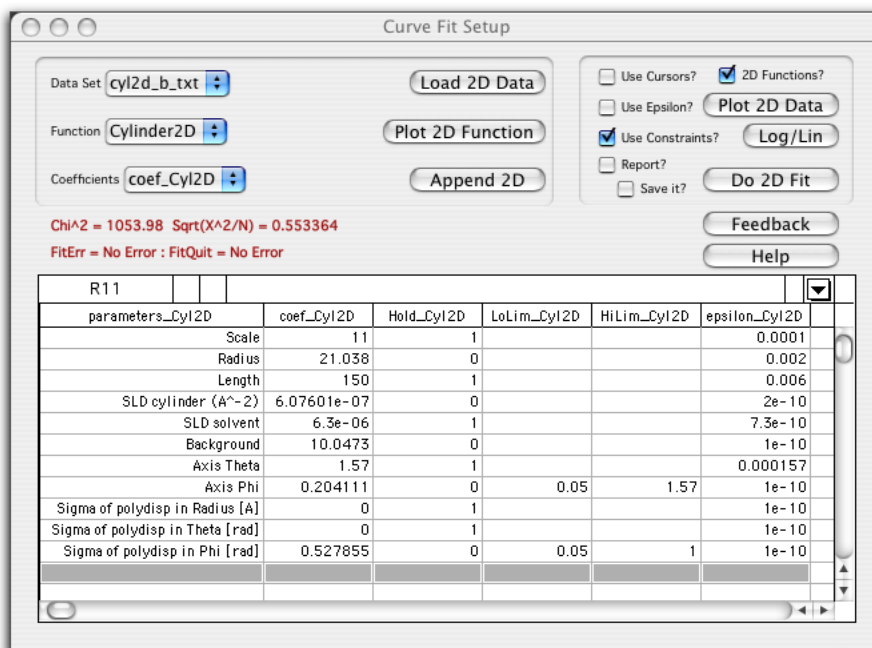 Curve Fit Setup
Data Set cyl2d_b_txt Load 2D Data
Function Cylinder2D Plot 2D Function
Coefficients coef_Cyl2D Append 2D
Use Cursors? 2D Functions?
Use Epsilon? Plot 2D Data
Use Constraints? Log/Lin
Report?
Save it? Do 2D Fit
Chi^2 = 1053.98 Sqrt(X^2/N) = 0.553364
FitErr = No Error : FitQuit = No Error
Feedback
Help
R11
parameters_Cyl2D coef_Cyl2D Hold_Cyl2D LoLim_Cyl2D HiLim_Cyl2D epsilon_Cyl2D
Scale 11 1 0.0001
Radius 21.038 0 0.002
Length 150 1 0.006
SLD cylinder (A^-2) 6.07601e-07 0 2e-10
SLD solvent 6.3e-06 1 7.3e-10
Background 10.0473 0 1e-10
Axis Theta 1.57 1 0.000157
Axis Phi 0.204111 0 0.05 1.57 1e-10
Sigma of polydisp in Radius [A] 0 1 1e-10
Sigma of polydisp in Theta [rad] 0 1 1e-10
Sigma of polydisp in Phi [rad] 0.527855 0 0.05 1 1e-10